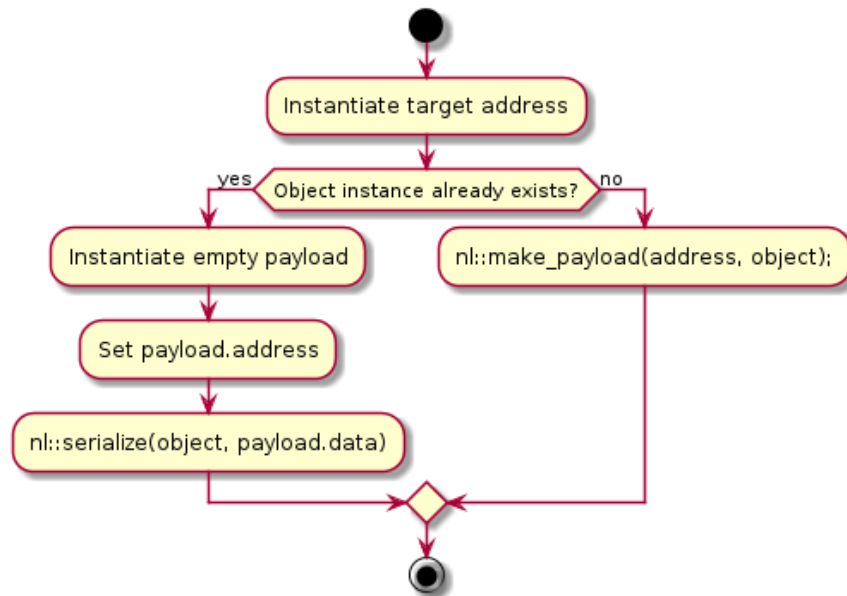 Instantiate target address
yes
Object instance already exists?
no
Instantiate empty payload
nl::make_payload(address, object);
Set payload.address
nl::serialize(object, payload.data)